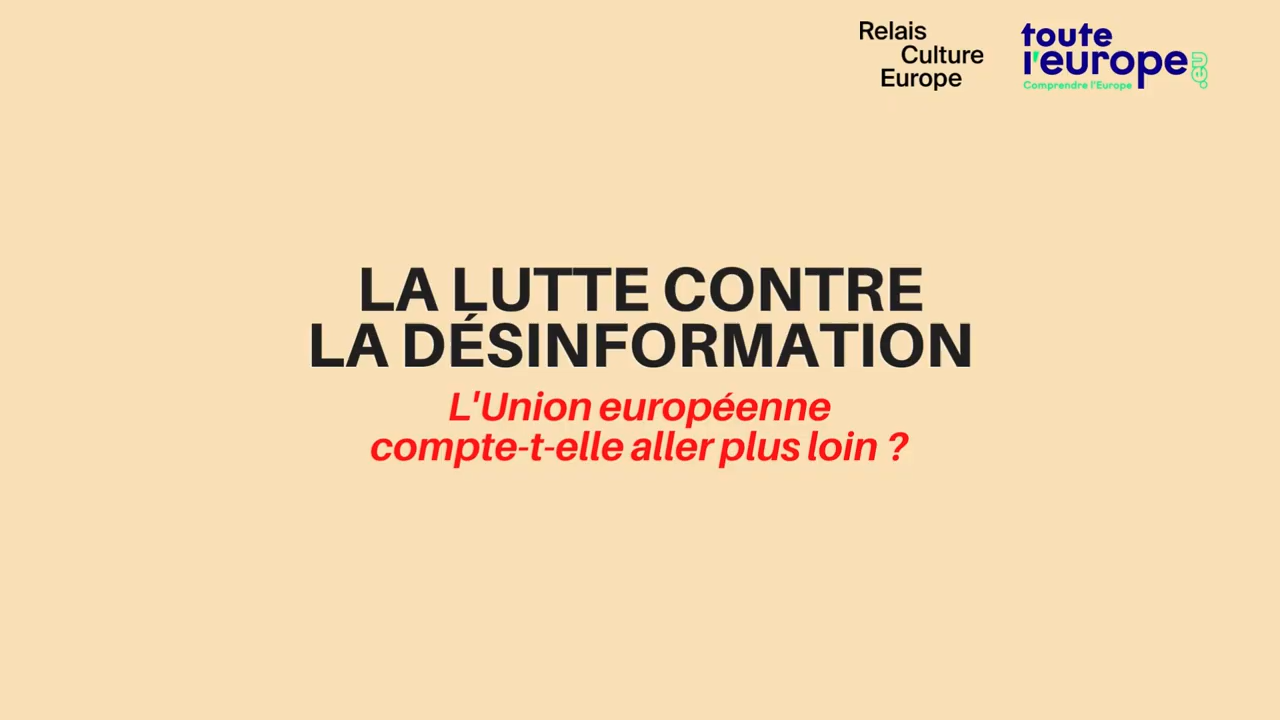 Relais
Culture
Europe
toute
l'europe
.eu
Comprendre l'Europe
LA LUTTE CONTRE
LA DÉSINFORMATION
L'Union européenne
compte-t-elle aller plus loin ?